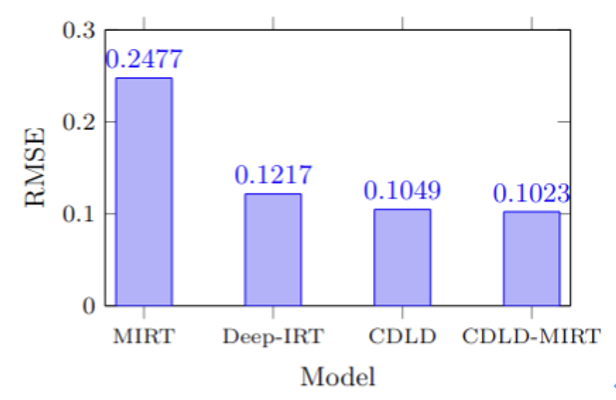 0.3
0.2
0.1
0
RMSE
0.2477
0.1217
0.1049
0.1023
MIRT
Deep-IRT
CDLD
CDLD-MIRT
Model